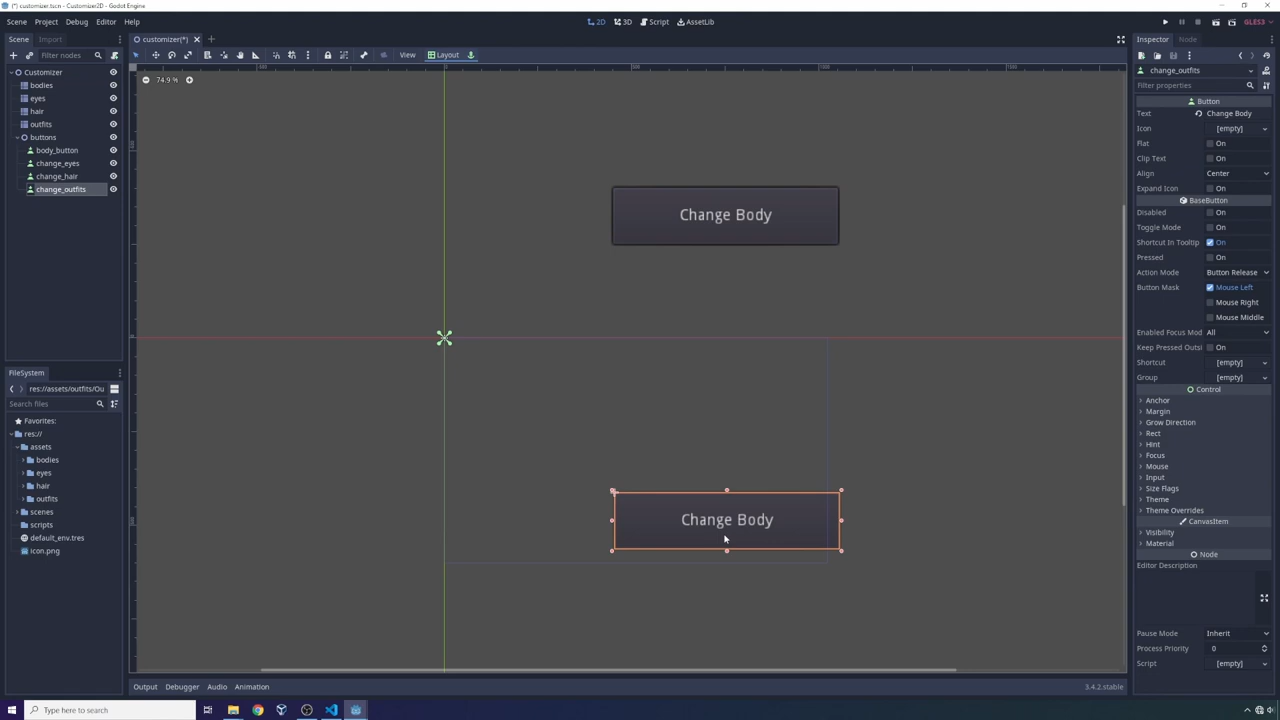 (*) customizer.tscn - Customizer2D - Godot Engine
Scene Project Debug Editor Help
2D 3D Script AssetLib
GLES3
Scene Import
customizer(*)
Inspector Node
Filter nodes
View Layout
74.9 %
Customizer
bodies
eyes
hair
outfits
buttons
body_button
change_eyes
change_hair
change_outfits
Change Body
Change Body
change_outfits
Filter properties
Button
Text Change Body
Icon [empty]
Flat On
Clip Text On
Align Center
Expand Icon On
BaseButton
Disabled On
Toggle Mode On
Shortcut In Tooltip On
Pressed On
Action Mode Button Release
Button Mask Mouse Left
Mouse Right
Mouse Middle
Enabled Focus Mod All
Keep Pressed Outsi On
Shortcut [empty]
Group [empty]
Control
Anchor
Margin
Grow Direction
Rect
Hint
Focus
Mouse
Input
Size Flags
Theme
Theme Overrides
CanvasItem
Visibility
Material
Node
Editor Description
Pause Mode Inherit
Process Priority 0
Script [empty]
FileSystem
res://assets/outfits/Ou
Search files
Favorites:
res://
assets
bodies
eyes
hair
outfits
scenes
scripts
default_env.tres
icon.png
Output Debugger Audio Animation
3.4.2.stable
Type here to search